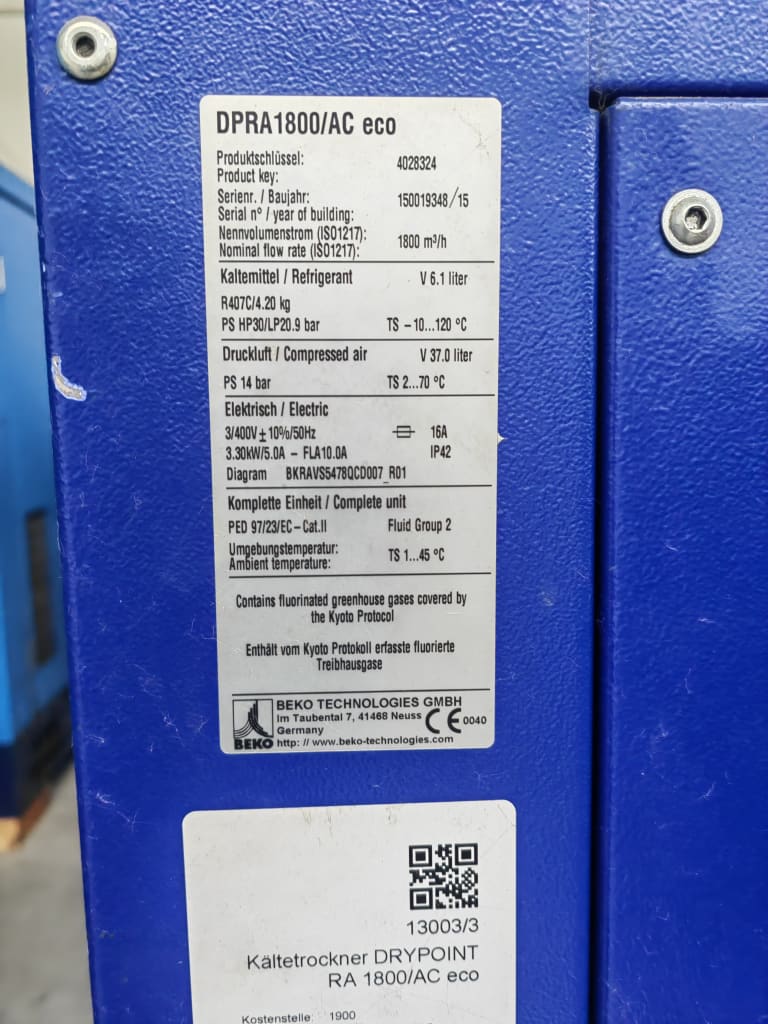 DPRA1800/AC eco
Produktschlüssel:
Product key: 4028324
Serienr. / Baujahr:
Serial n° / year of building: 150019348/15
Nennvolumenstrom (ISO1217):
Nominal flow rate (ISO1217): 1800 m³/h
Kaltemittel / Refrigerant V 6.1 liter
R407C/4.20 kg
PS HP30/LP20.9 bar TS -10...120 °C
Druckluft / Compressed air V 37.0 liter
PS 14 bar TS 2...70 °C
Elektrisch / Electric
3/400V±10%/50Hz 16A
3.30kW/5.0A - FLA10.0A IP42
Diagram BKRAVS5478QCD007_R01
Komplette Einheit / Complete unit
PED 97/23/EC-Cat.II Fluid Group 2
Umgebungstemperatur:
Ambient temperature: TS 1...45 °C
Contains fluorinated greenhouse gases covered by
the Kyoto Protocol
Enthält vom Kyoto Protokoll erfasste fluorierte
Treibhausgase
BEKO TECHNOLOGIES GMBH
Im Taubental 7, 41468 Neuss
Germany
CE 0040
BEKO http: // www.beko-technologies.com
13003/3
Kältetrockner DRYPOINT
RA 1800/AC eco
Kostenstelle: 1900